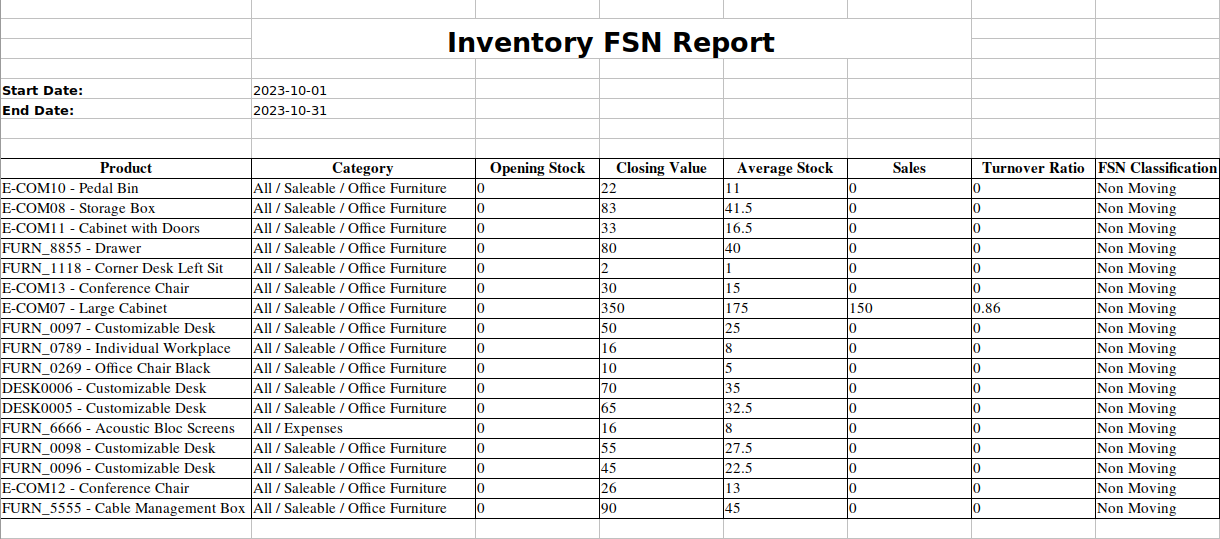 Inventory FSN Report
Start Date: 2023-10-01
End Date: 2023-10-31
Product Category Opening Stock Closing Value Average Stock Sales Turnover Ratio FSN Classification
E-COM10 - Pedal Bin All / Saleable / Office Furniture 0 22 11 0 0 Non Moving
E-COM08 - Storage Box All / Saleable / Office Furniture 0 83 41.5 0 0 Non Moving
E-COM11 - Cabinet with Doors All / Saleable / Office Furniture 0 33 16.5 0 0 Non Moving
FURN_8855 - Drawer All / Saleable / Office Furniture 0 80 40 0 0 Non Moving
FURN_1118 - Corner Desk Left Sit All / Saleable / Office Furniture 0 2 1 0 0 Non Moving
E-COM13 - Conference Chair All / Saleable / Office Furniture 0 30 15 0 0 Non Moving
E-COM07 - Large Cabinet All / Saleable / Office Furniture 0 350 175 150 0.86 Non Moving
FURN_0097 - Customizable Desk All / Saleable / Office Furniture 0 50 25 0 0 Non Moving
FURN_0789 - Individual Workplace All / Saleable / Office Furniture 0 16 8 0 0 Non Moving
FURN_0269 - Office Chair Black All / Saleable / Office Furniture 0 10 5 0 0 Non Moving
DESK0006 - Customizable Desk All / Saleable / Office Furniture 0 70 35 0 0 Non Moving
DESK0005 - Customizable Desk All / Saleable / Office Furniture 0 65 32.5 0 0 Non Moving
FURN_6666 - Acoustic Bloc Screens All / Expenses 0 16 8 0 0 Non Moving
FURN_0098 - Customizable Desk All / Saleable / Office Furniture 0 55 27.5 0 0 Non Moving
FURN_0096 - Customizable Desk All / Saleable / Office Furniture 0 45 22.5 0 0 Non Moving
E-COM12 - Conference Chair All / Saleable / Office Furniture 0 26 13 0 0 Non Moving
FURN_5555 - Cable Management Box All / Saleable / Office Furniture 0 90 45 0 0 Non Moving